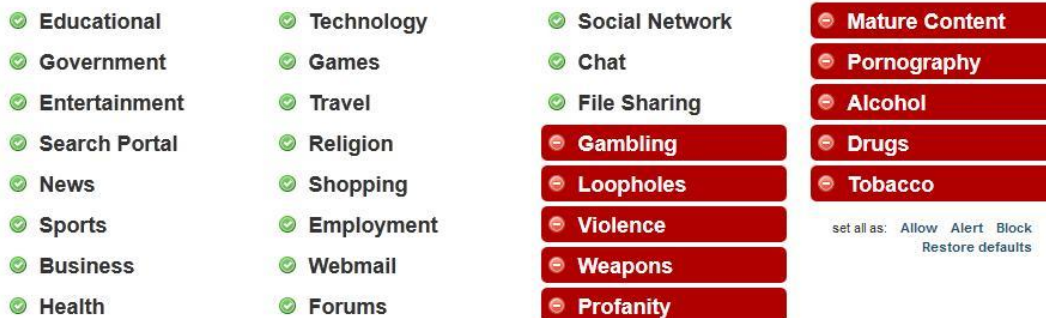 Educational
Government
Entertainment
Search Portal
News
Sports
Business
Health
Technology
Games
Travel
Religion
Shopping
Employment
Webmail
Forums
Social Network
Chat
File Sharing
Gambling
Loopholes
Violence
Weapons
Profanity
Mature Content
Pornography
Alcohol
Drugs
Tobacco
set all as: Allow Alert Block
Restore defaults